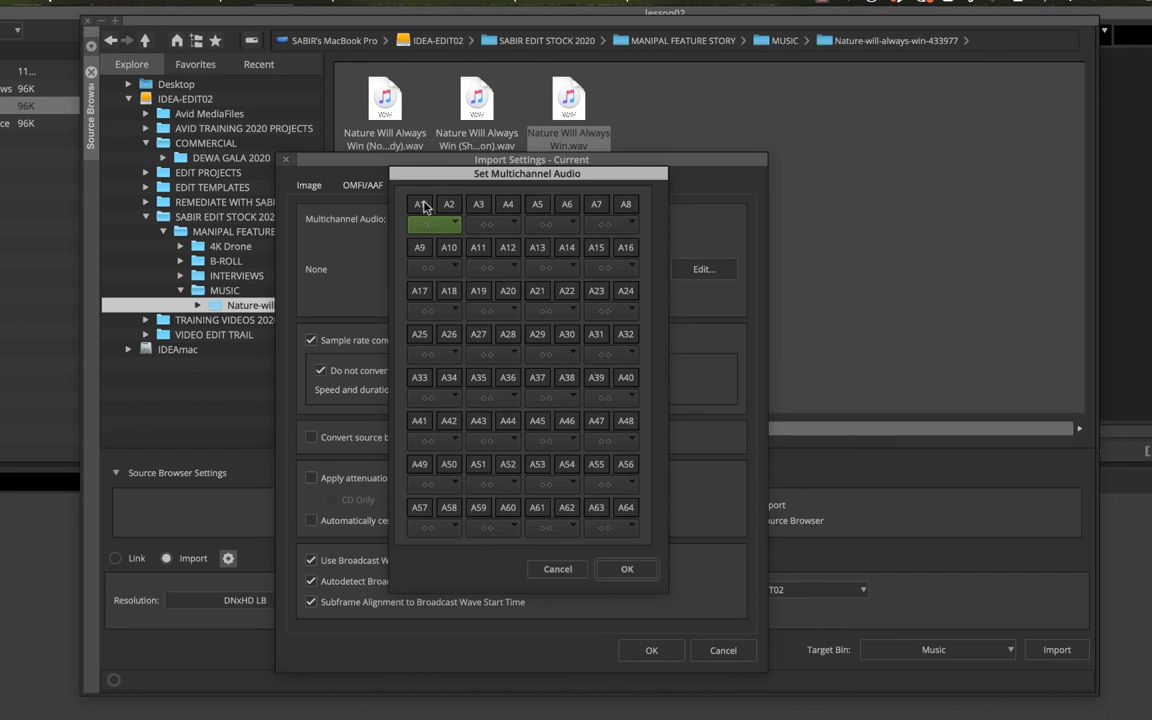 lesson02
SABIR's MacBook Pro IDEA-EDIT02 SABIR EDIT STOCK 2020 MANIPAL FEATURE STORY MUSIC Nature-will-always-win-433977
Explore Favorites Recent
11...
ws 96K
96K
ce 96K
Source Brows
Desktop
IDEA-EDIT02
Avid MediaFiles
AVID TRAINING 2020 PROJECTS
COMMERCIAL
DEWA GALA 2020
EDIT PROJECTS
EDIT TEMPLATES
REMEDIATE WITH SABI
SABIR EDIT STOCK 202
MANIPAL FEATURE
4K Drone
B-ROLL
INTERVIEWS
MUSIC
Nature-will
TRAINING VIDEOS 202
VIDEO EDIT TRAIL
IDEAmac
Nature Will Always Win (No...dy).wav
Nature Will Always Win (Sh...on).wav
Nature Will Always Win.wav
Import Settings - Current
Image OMFI/AAF
Multichannel Audio:
None
Edit...
Sample rate con
Do not conver
Speed and duratio
Convert source b
Apply attenuatio
CD Only
Automatically ce
Use Broadcast W
Autodetect Broad
Subframe Alignment to Broadcast Wave Start Time
OK Cancel
Set Multichannel Audio
A1 A2 A3 A4 A5 A6 A7 A8
A9 A10 A11 A12 A13 A14 A15 A16
A17 A18 A19 A20 A21 A22 A23 A24
A25 A26 A27 A28 A29 A30 A31 A32
A33 A34 A35 A36 A37 A38 A39 A40
A41 A42 A43 A44 A45 A46 A47 A48
A49 A50 A51 A52 A53 A54 A55 A56
A57 A58 A59 A60 A61 A62 A63 A64
Cancel OK
Source Browser Settings
port
urce Browser
Link Import
Resolution: DNxHD LB
T02
Target Bin: Music Import